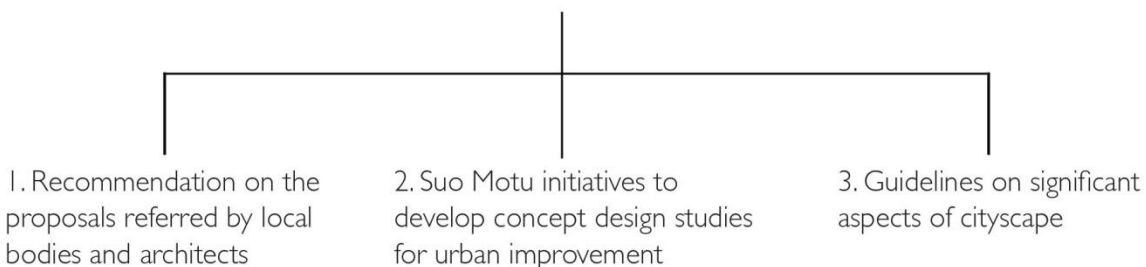 1. Recommendation on the
proposals referred by local
bodies and architects
2. Suo Motu initiatives to
develop concept design studies
for urban improvement
3. Guidelines on significant
aspects of cityscape